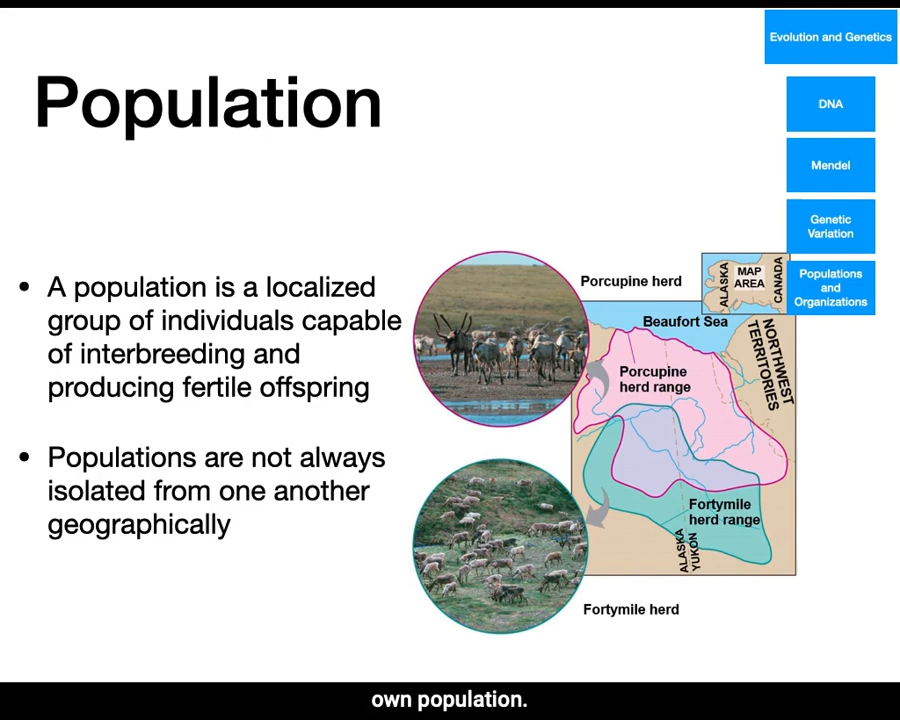 Evolution and Genetics
Population
DNA
Mendel
Genetic
Variation
Populations
and
Organizations
• A population is a localized
group of individuals capable
of interbreeding and
producing fertile offspring
• Populations are not always
isolated from one another
geographically
Porcupine herd
ALASKA
MAP
AREA
CANADA
Beaufort Sea
NORTHWEST
TERRITORIES
Porcupine
herd range
Fortymile
herd range
ALASKA
YUKON
Fortymile herd
own population.